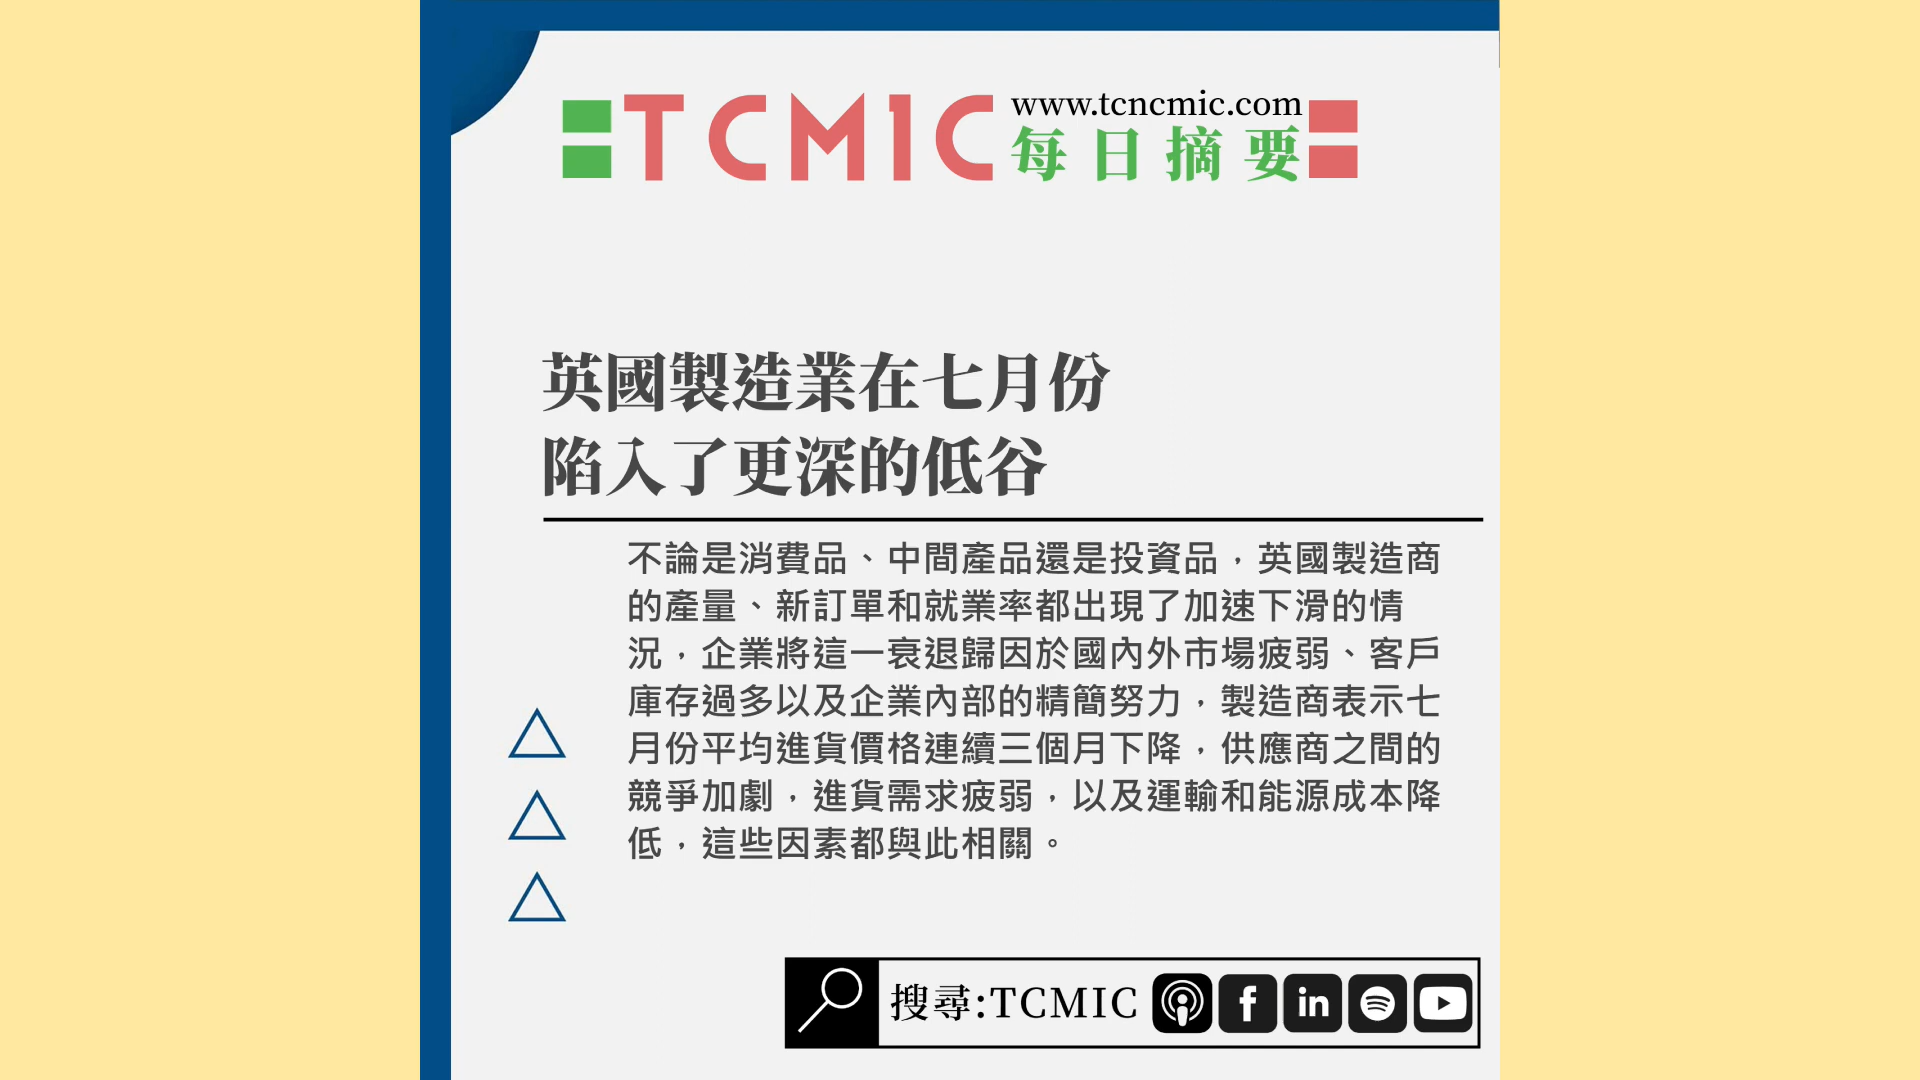 TCMIC
www.tcncmic.com
每日摘要
英國製造業在七月份
陷入了更深的低谷
不論是消費品、中間產品還是投資品，英國製造商
的產量、新訂單和就業率都出現了加速下滑的情
況，企業將這一衰退歸因於國內外市場疲弱、客戶
庫存過多以及企業內部的精簡努力，製造商表示七
月份平均進貨價格連續三個月下降，供應商之間的
競爭加劇，進貨需求疲弱，以及運輸和能源成本降
低，這些因素都與此相關。
搜尋:TCMIC